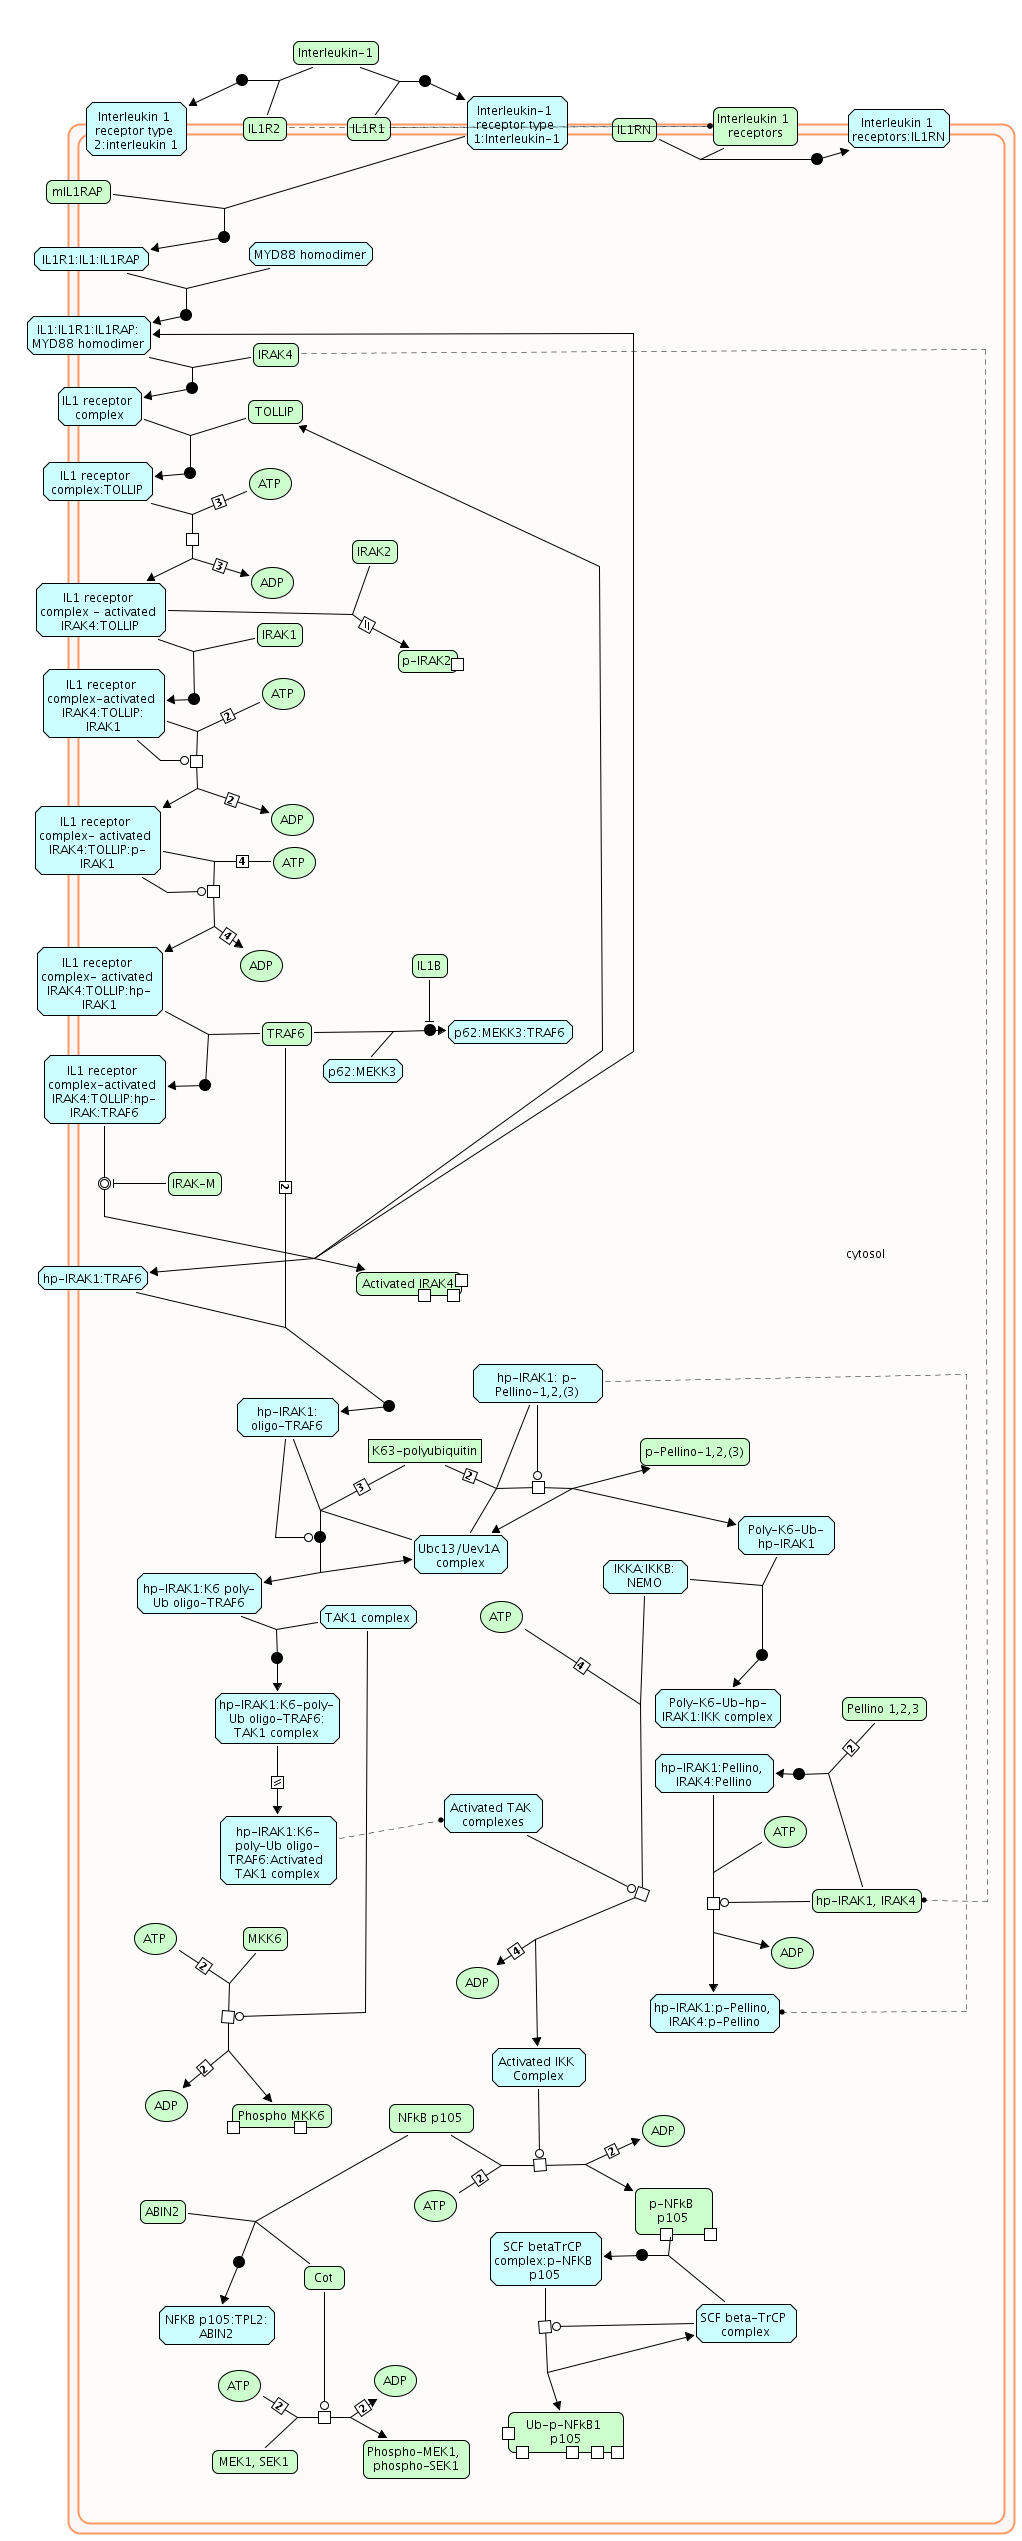 Interleukin-1
Interleukin 1
receptor type
2:interleukin 1
IL1R2
IL1R1
Interleukin-1
receptor type
1:Interleukin-1
IL1RN
Interleukin 1
receptors
Interleukin 1
receptors:IL1RN
mIL1RAP
IL1R1:IL1:IL1RAP
MYD88 homodimer
IL1:IL1R1:IL1RAP:
MYD88 homodimer
IRAK4
IL1 receptor
complex
TOLLIP
IL1 receptor
complex:TOLLIP
ATP
3
3
ADP
IRAK2
IL1 receptor
complex - activated
IRAK4:TOLLIP
IRAK1
p-IRAK2
IL1 receptor
complex-activated
IRAK4:TOLLIP:
IRAK1
ATP
2
2
ADP
IL1 receptor
complex- activated
IRAK4:TOLLIP:p-
IRAK1
4
ATP
4
ADP
IL1 receptor
complex- activated
IRAK4:TOLLIP:hp-
IRAK1
IL1B
TRAF6
p62:MEKK3:TRAF6
p62:MEKK3
IL1 receptor
complex-activated
IRAK4:TOLLIP:hp-
IRAK:TRAF6
IRAK-M
2
cytosol
hp-IRAK1:TRAF6
Activated IRAK4
hp-IRAK1: p-
Pellino-1,2,(3)
hp-IRAK1:
oligo-TRAF6
K63-polyubiquitin
p-Pellino-1,2,(3)
3
2
Poly-K6-Ub-
hp-IRAK1
Ubc13/Uev1A
complex
IKKA:IKKB:
NEMO
hp-IRAK1:K6 poly-
Ub oligo-TRAF6
TAK1 complex
ATP
4
hp-IRAK1:K6-poly-
Ub oligo-TRAF6:
TAK1 complex
Poly-K6-Ub-hp-
IRAK1:IKK complex
Pellino 1,2,3
2
hp-IRAK1:Pellino,
IRAK4:Pellino
hp-IRAK1:K6-
poly-Ub oligo-
TRAF6:Activated
TAK1 complex
Activated TAK
complexes
ATP
hp-IRAK1, IRAK4
ATP
MKK6
2
4
ADP
ADP
hp-IRAK1:p-Pellino,
IRAK4:p-Pellino
2
ADP
Phospho MKK6
Activated IKK
Complex
NFkB p105
ADP
2
2
ATP
p-NFkB
p105
ABIN2
SCF betaTrCP
complex:p-NFKB
p105
Cot
NFKB p105:TPL2:
ABIN2
SCF beta-TrCP
complex
ATP
ADP
2
2
MEK1, SEK1
Phospho-MEK1,
phospho-SEK1
Ub-p-NFkB1
p105